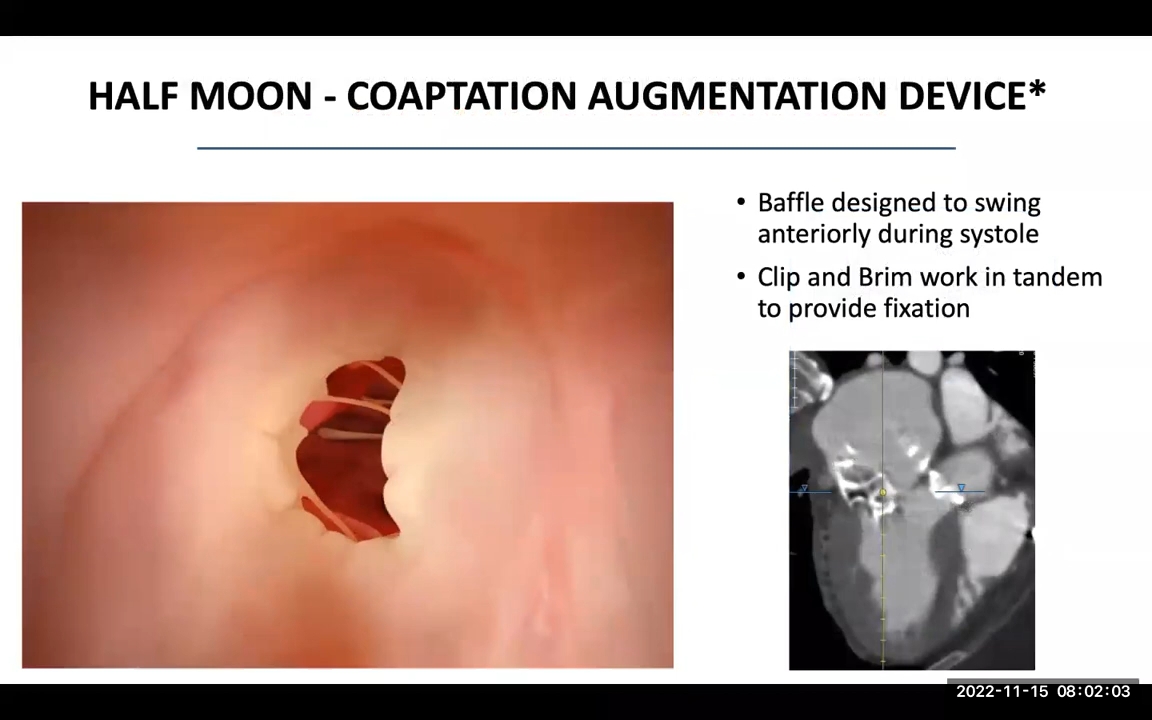 HALF MOON - COAPTATION AUGMENTATION DEVICE*
• Baffle designed to swing
anteriorly during systole
• Clip and Brim work in tandem
to provide fixation
2022-11-15 08:02:03